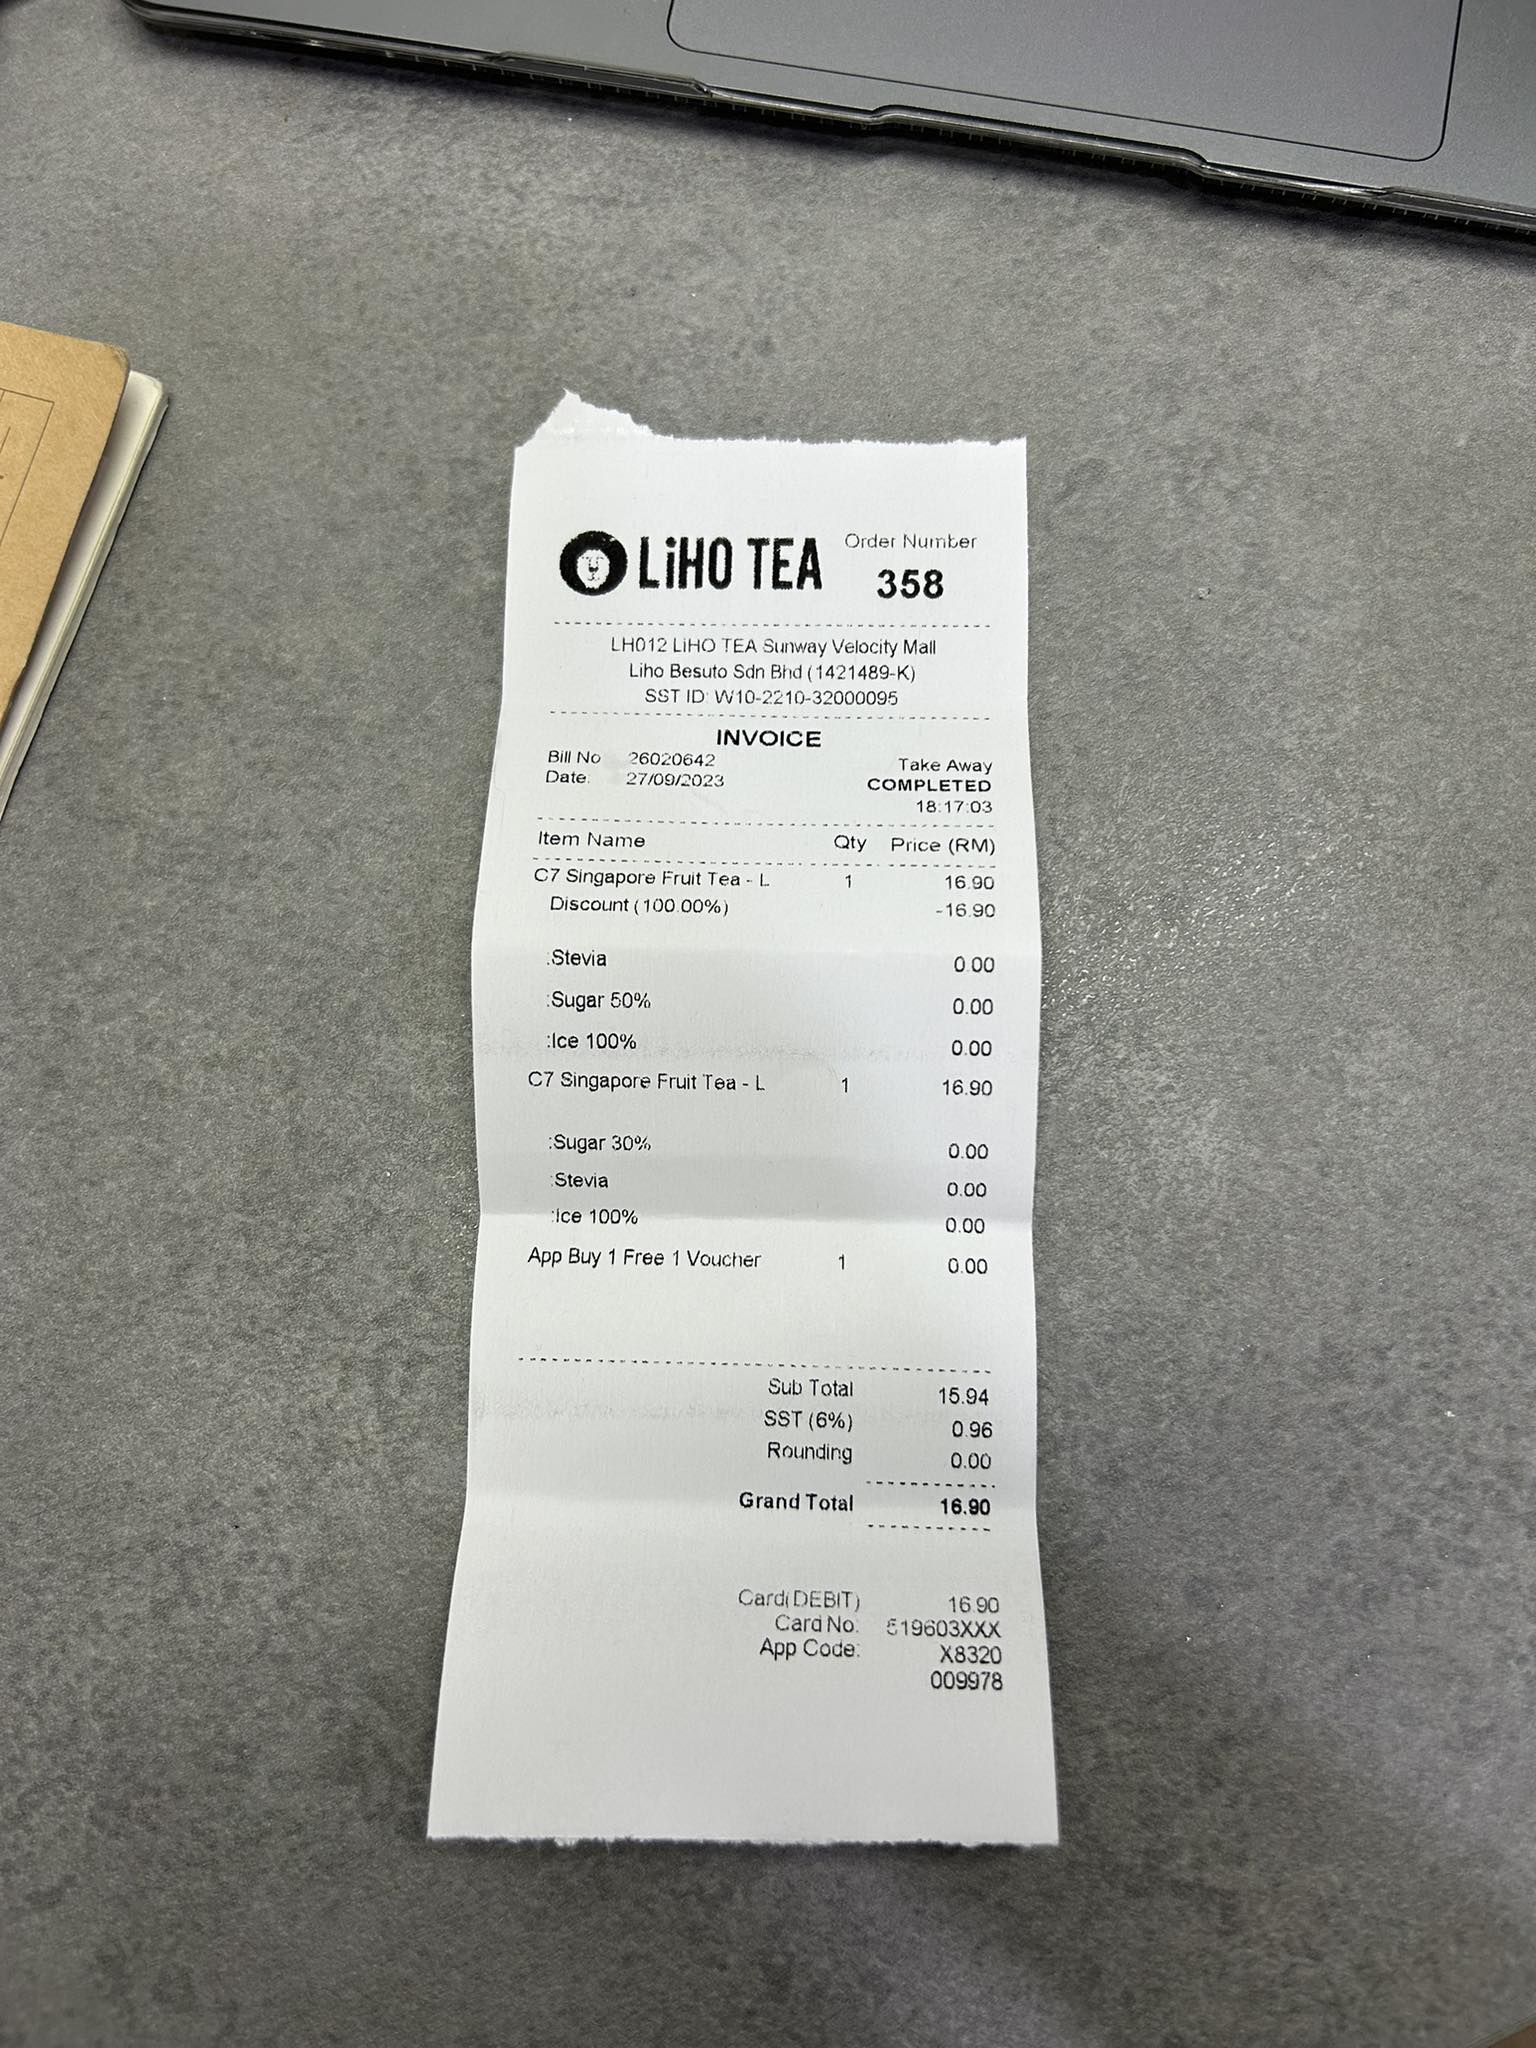 LiHO TEA
Order Number
358
LH012 LiHO TEA Sunway Velocity Mall
Liho Besuto Sdn Bhd (1421489-K)
SST ID: W10-2210-32000095
INVOICE
Bill No 26020642
Take Away
Date: 27/09/2023
COMPLETED
18:17:03
Item Name Qty Price (RM)
C7 Singapore Fruit Tea - L 1 16.90
Discount (100.00%) -16.90
:Stevia 0.00
:Sugar 50% 0.00
:Ice 100% 0.00
C7 Singapore Fruit Tea - L 1 16.90
:Sugar 30% 0.00
:Stevia 0.00
:Ice 100% 0.00
App Buy 1 Free 1 Voucher 1 0.00
Sub Total 15.94
SST (6%) 0.96
Rounding 0.00
Grand Total 16.90
Card(DEBIT) 16.90
Card No: 519603XXX
App Code: X8320
009978